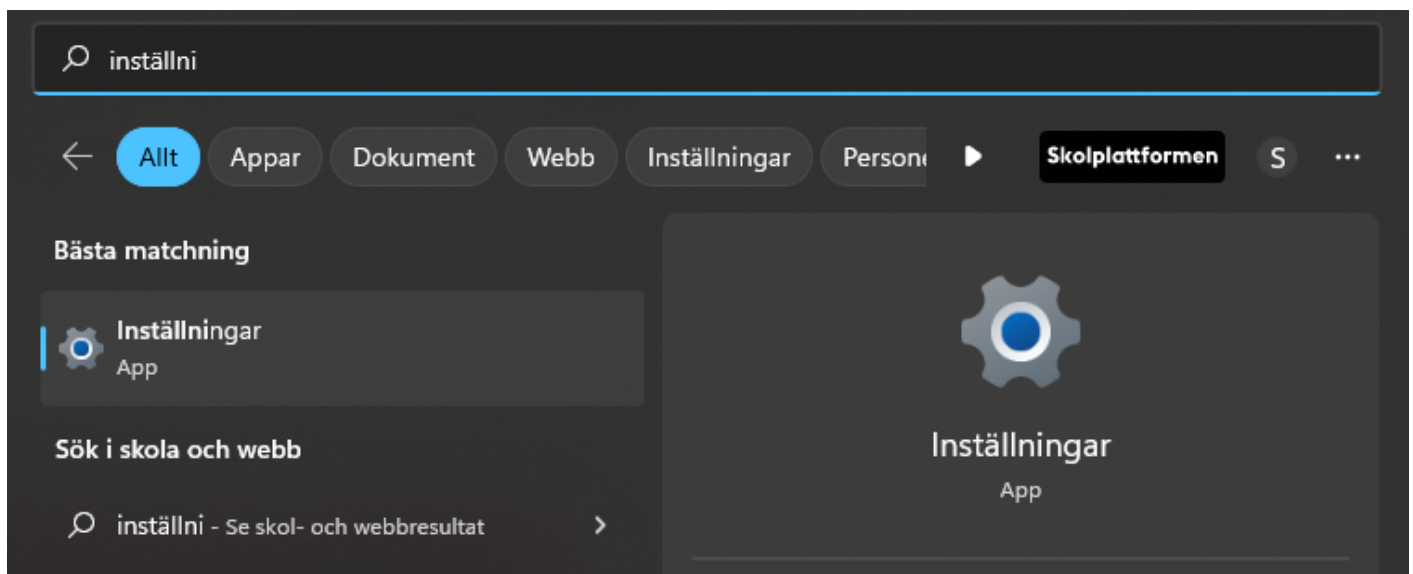 inställni
Allt Appar Dokument Webb Inställningar Persone Skolplattformen S ...
Bästa matchning
Inställningar
App
Sök i skola och webb
inställni - Se skol- och webbresultat
Inställningar
App